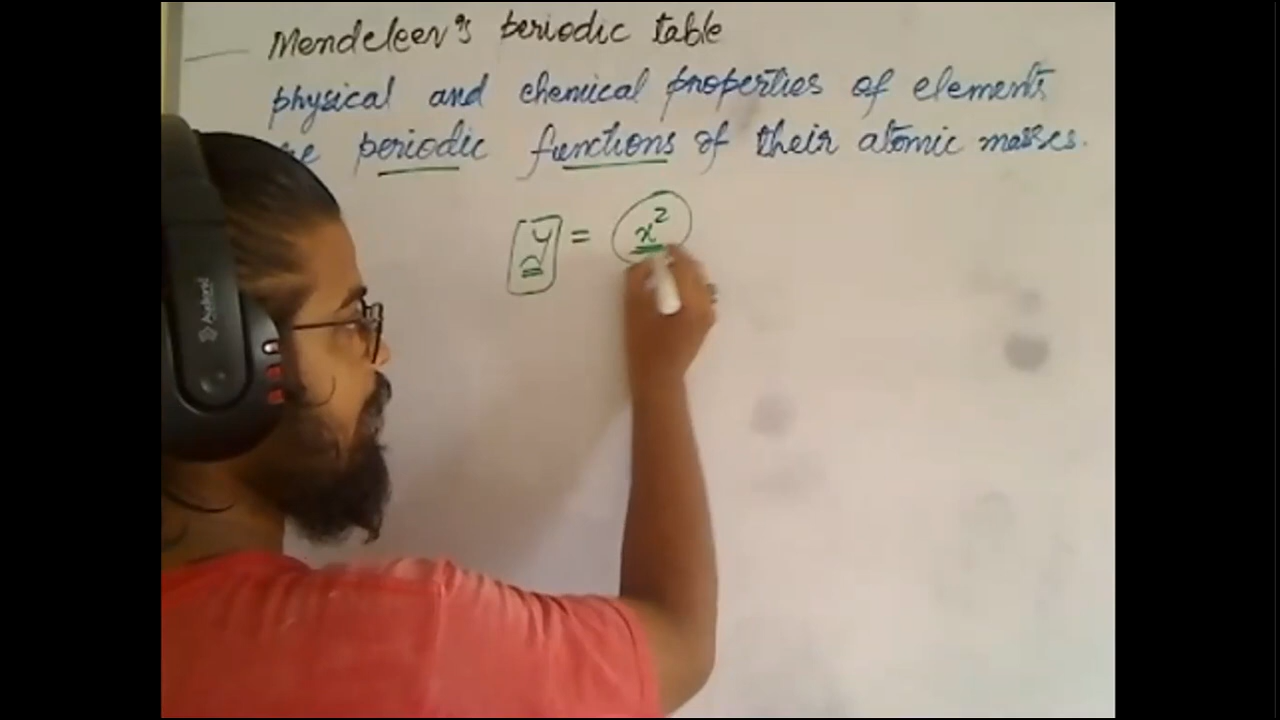 Mendeleev's periodic table
physical and chemical properties of elements
periodic functions of their atomic masses.
y = x²